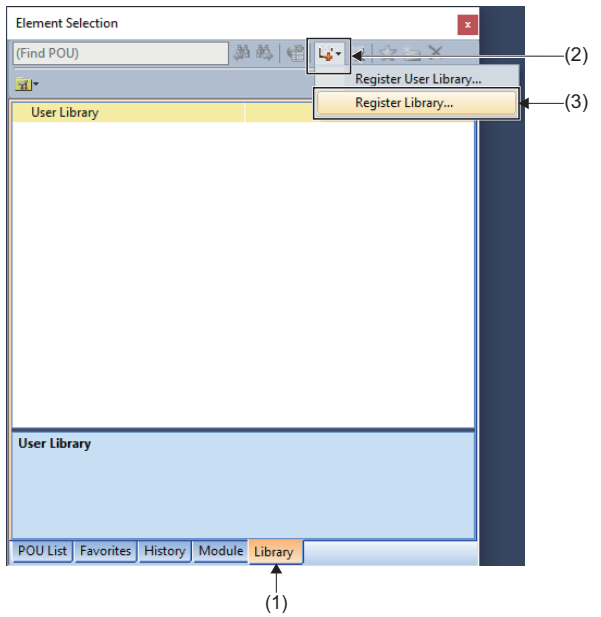 Element Selection
x
(Find POU)
(2)
Register User Library...
Register Library...
(3)
User Library
User Library
POU List Favorites History Module Library
(1)